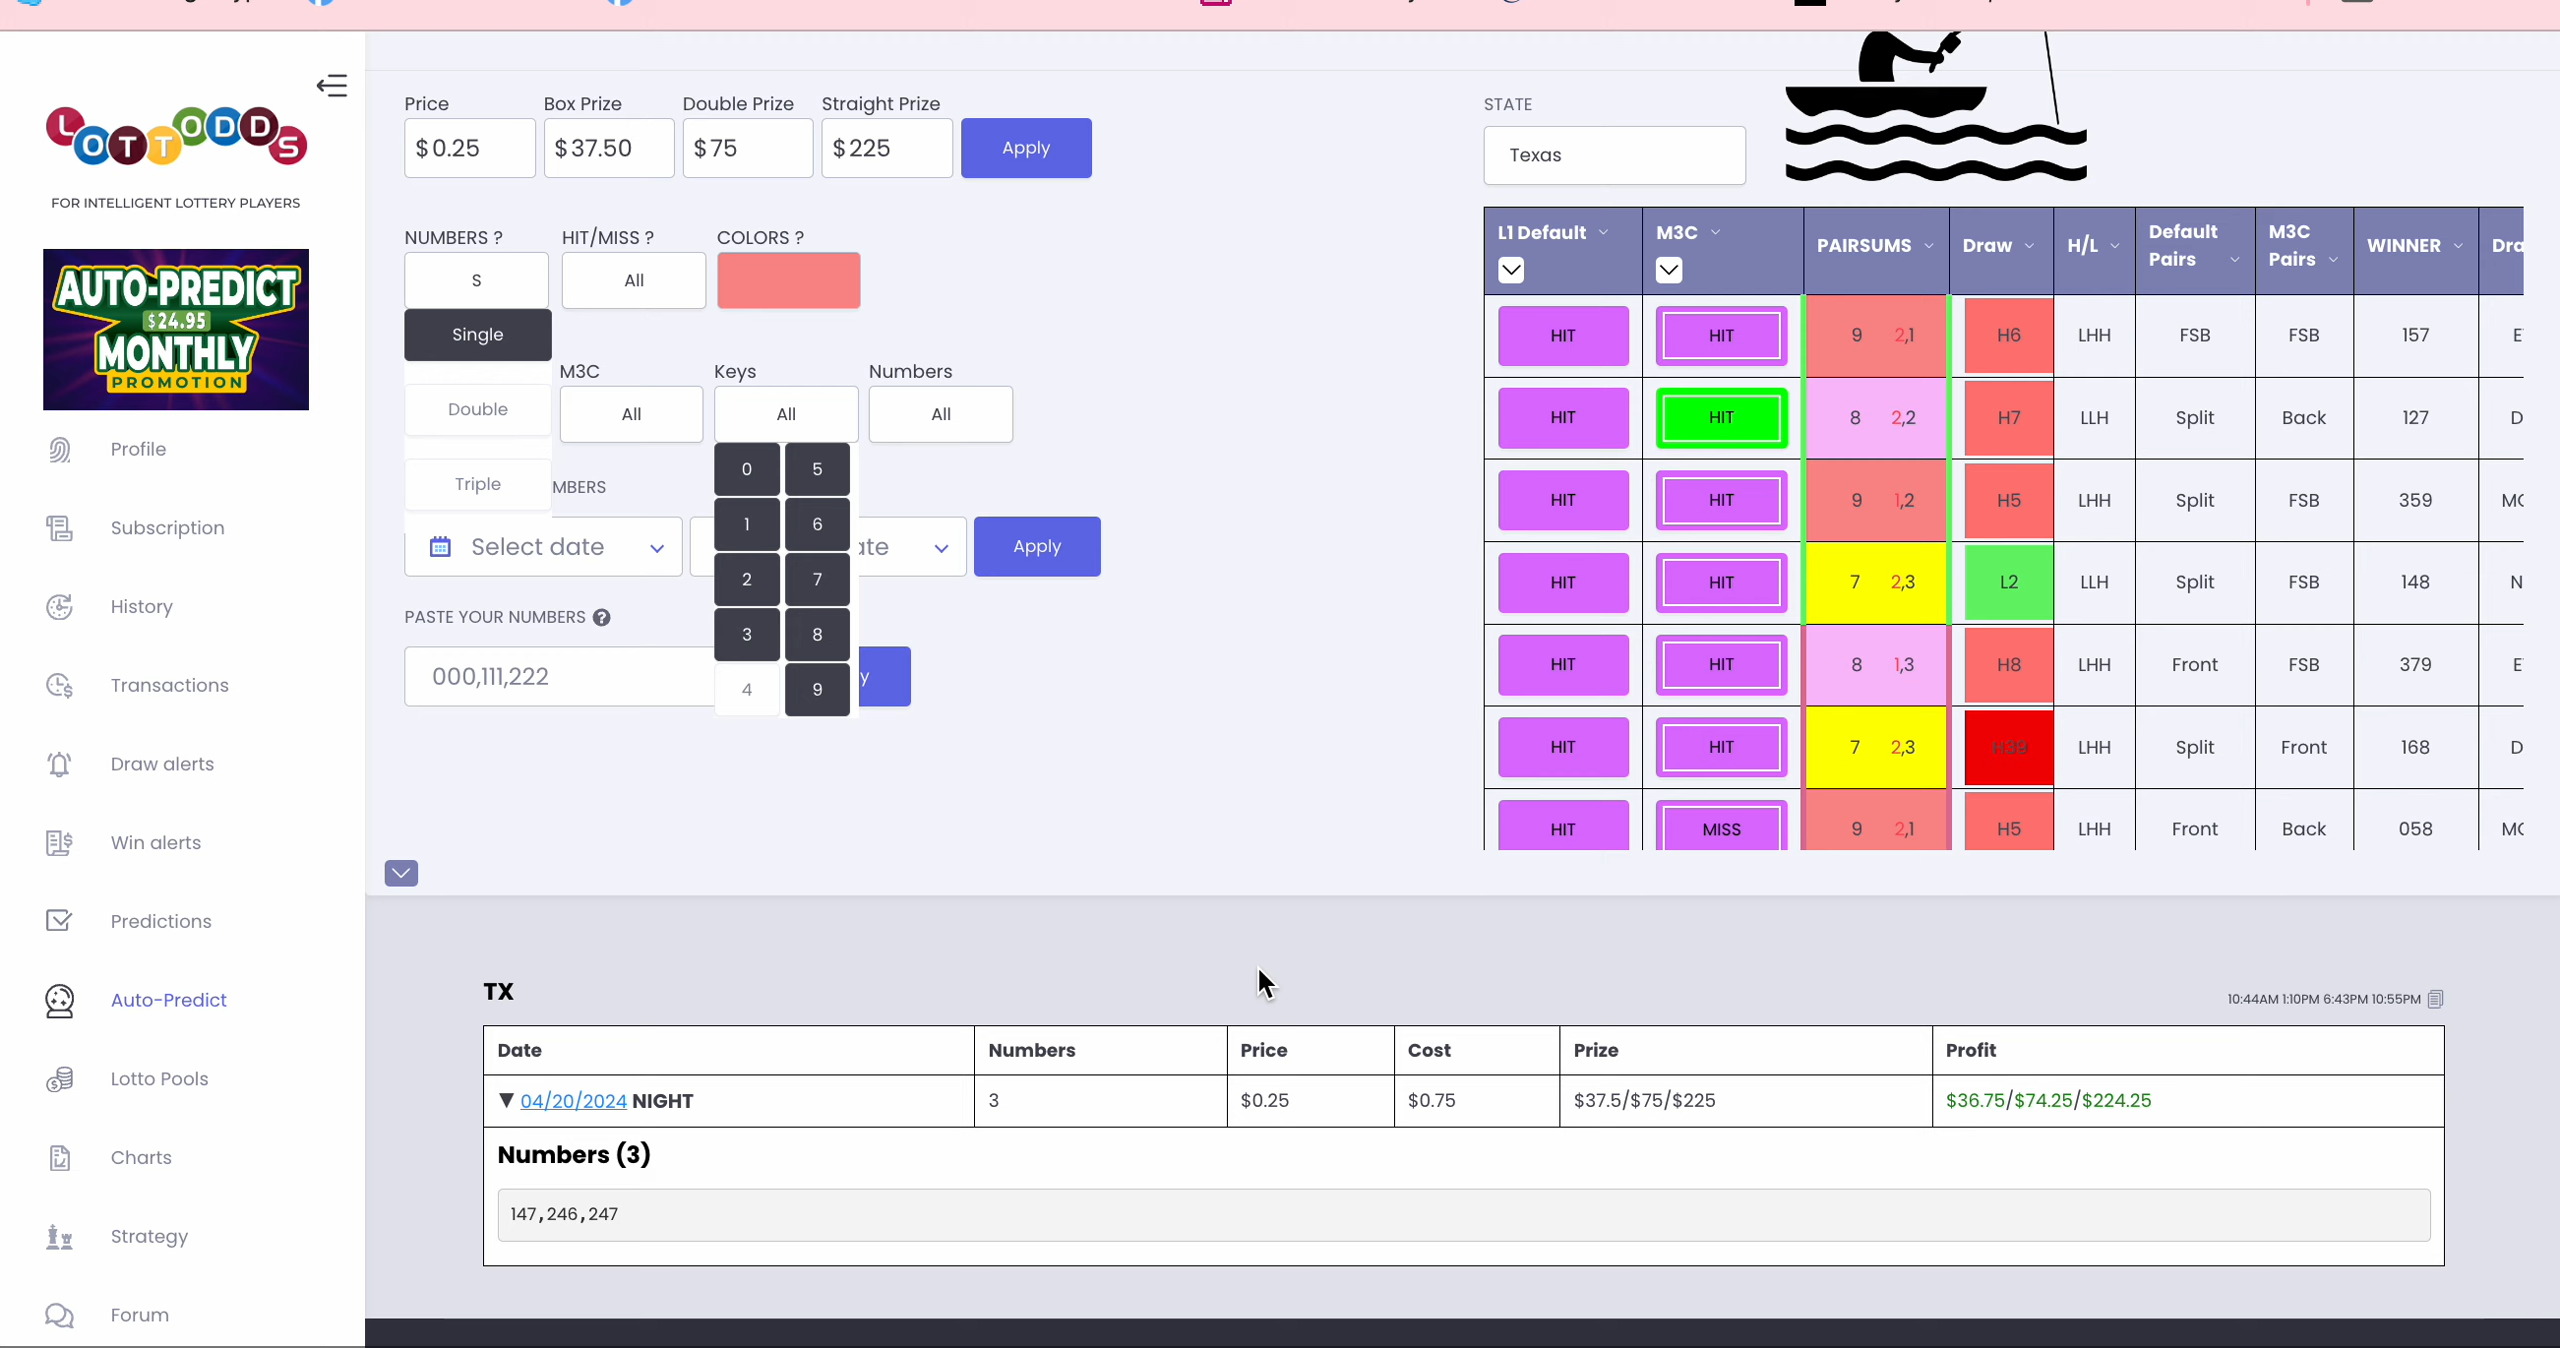 LOTTODDS
FOR INTELLIGENT LOTTERY PLAYERS
AUTO-PREDICT
$24.95
MONTHLY
PROMOTION
Profile
Subscription
History
Transactions
Draw alerts
Win alerts
Predictions
Auto-Predict
Lotto Pools
Charts
Strategy
Forum
Price Box Prize Double Prize Straight Prize
$0.25 $37.50 $75 $225 Apply
NUMBERS ? HIT/MISS ? COLORS ?
S All
Single
Double
Triple
M3C Keys Numbers
All All All
0 5
1 6
2 7
3 8
4 9
MBERS
Select date ate Apply
PASTE YOUR NUMBERS ?
000,111,222 y
STATE
Texas
L1 Default M3C PAIRSUMS Draw H/L Default Pairs M3C Pairs WINNER Dra
HIT HIT 9 2,1 H6 LHH FSB FSB 157 E
HIT HIT 8 2,2 H7 LLH Split Back 127 D
HIT HIT 9 1,2 H5 LHH Split FSB 359 MO
HIT HIT 7 2,3 L2 LLH Split FSB 148 N
HIT HIT 8 1,3 H8 LHH Front FSB 379 E
HIT HIT 7 2,3 H39 LHH Split Front 168 D
HIT MISS 9 2,1 H5 LHH Front Back 058 MO
TX
10:44AM 1:10PM 6:43PM 10:55PM
Date Numbers Price Cost Prize Profit
▼ 04/20/2024 NIGHT 3 $0.25 $0.75 $37.5/$75/$225 $36.75/$74.25/$224.25
Numbers (3)
147,246,247